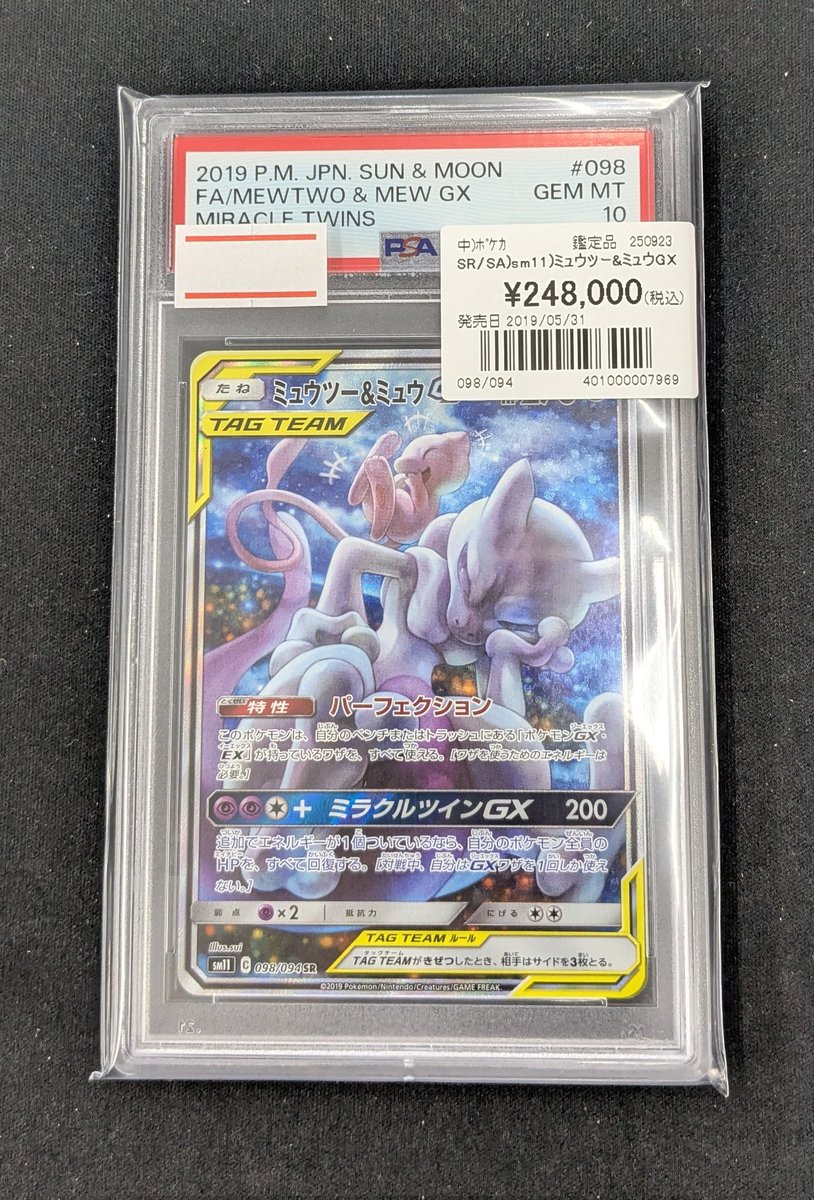 2019 P.M. JPN. SUN & MOON #098
FA/MEWTWO & MEW GX GEM MT
MIRACLE TWINS 10
PSA
中)ポケカ 鑑定品 250923
SR/SA)sm11)ミュウツー&ミュウGX
¥248,000(税込)
発売日 2019/05/31
098/094 401000007969
たね ミュウツー&ミュウ
TAG TEAM
特性 パーフェクション
このポケモンは、自分のベンチまたはトラッシュにある「ポケモンGX・
EX」が持っているワザを、すべて使える。[ワザを使うためのエネルギーは
必要。]
+ ミラクルツインGX 200
追加でエネルギーが1個ついているなら、自分のポケモン全員の
HPを、すべて回復する。[対戦中、自分はGXワザを1回しか使え
ない。]
弱点 ×2 抵抗力 にげる
Illus.sui
TAG TEAM ルール
sm11 C 098/094 SR
TAG TEAMがきぜつしたとき、相手はサイドを3枚とる。
©2019 Pokémon/Nintendo/Creatures/GAME FREAK.